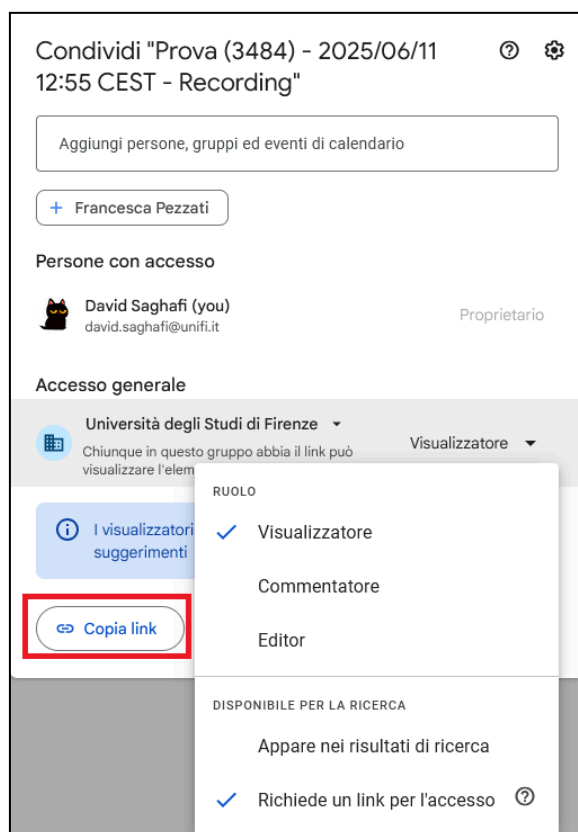 Condividi "Prova (3484) - 2025/06/11
12:55 CEST - Recording"
Aggiungi persone, gruppi ed eventi di calendario
+ Francesca Pezzati
Persone con accesso
David Saghafi (you)
david.saghafi@unifi.it
Proprietario
Accesso generale
Università degli Studi di Firenze
Chiunque in questo gruppo abbia il link può
visualizzare l'elem
Visualizzatore
I visualizzatori
suggerimenti
Copia link
RUOLO
Visualizzatore
Commentatore
Editor
DISPONIBILE PER LA RICERCA
Appare nei risultati di ricerca
Richiede un link per l'accesso